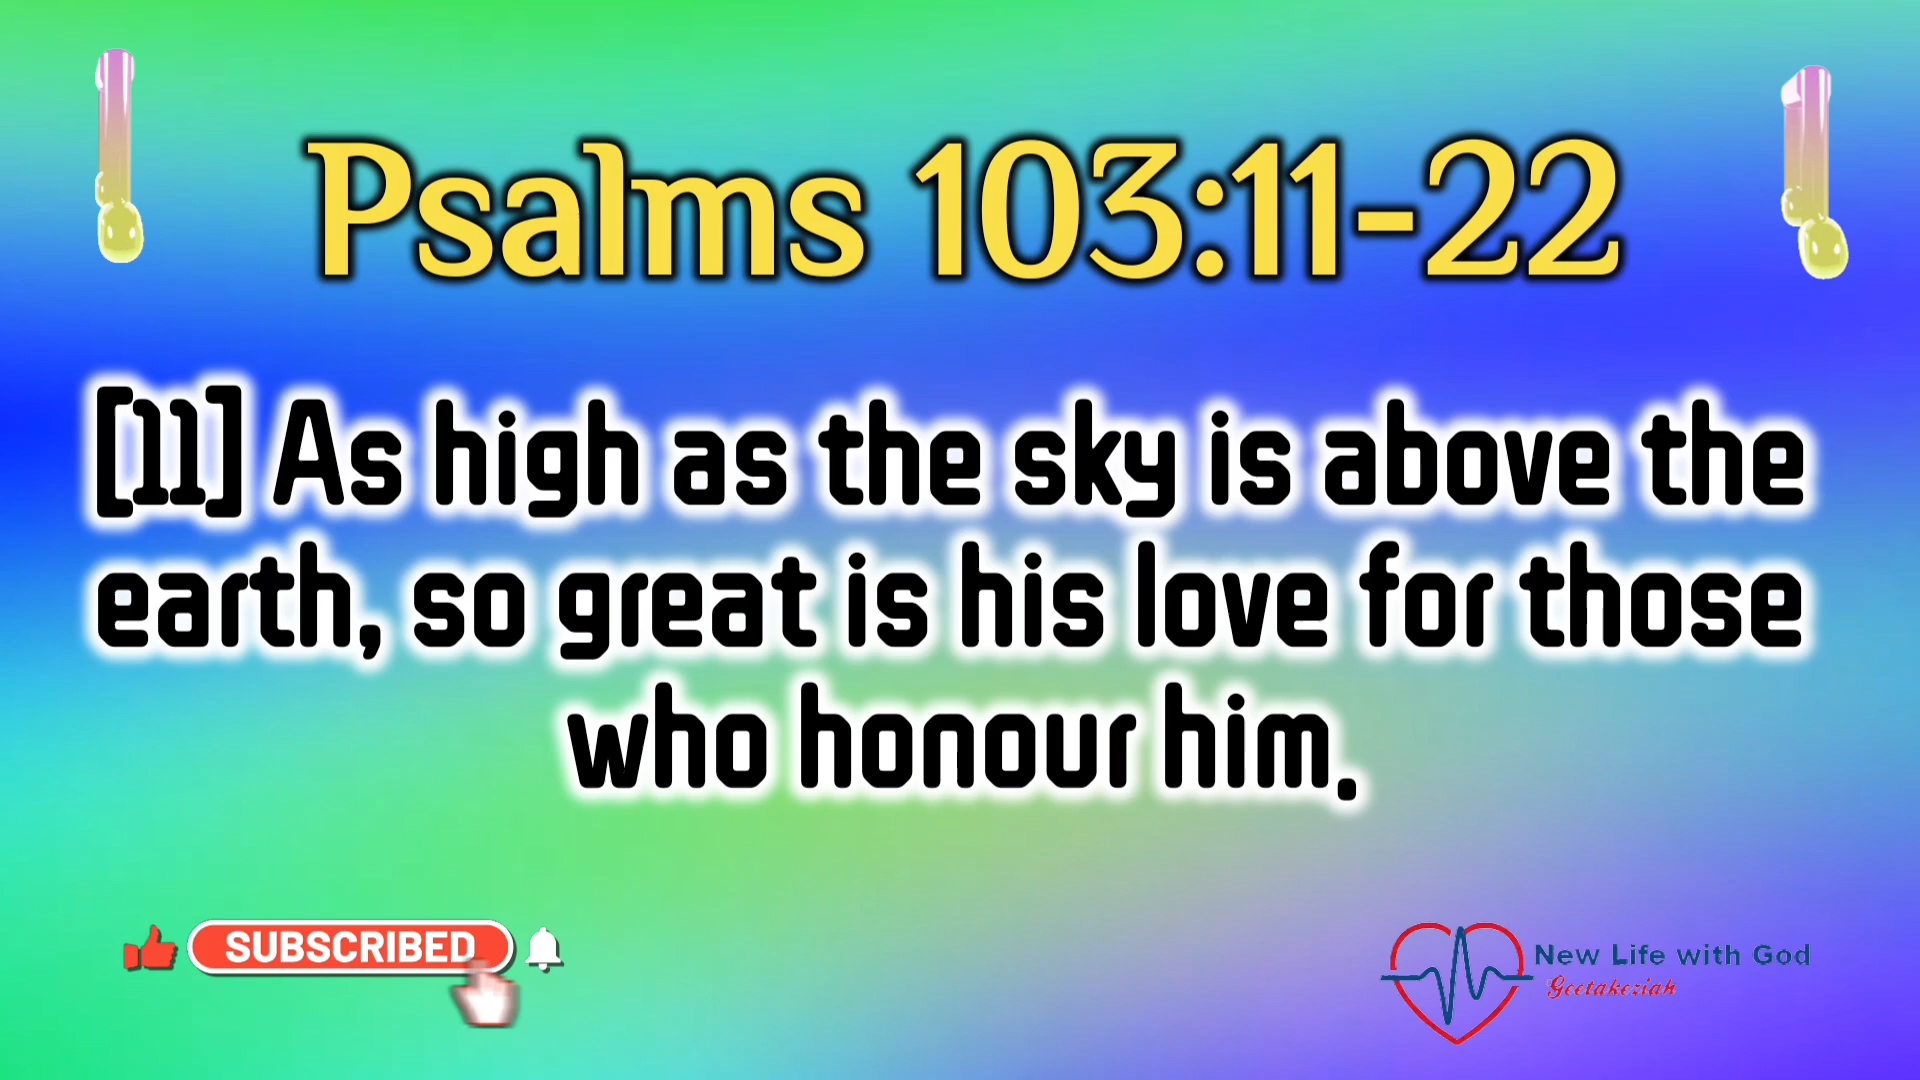 Psalms 103:11-22
[11] As high as the sky is above the
earth, so great is his love for those
who honour him.
SUBSCRIBED
New Life with God
Geetakeziah